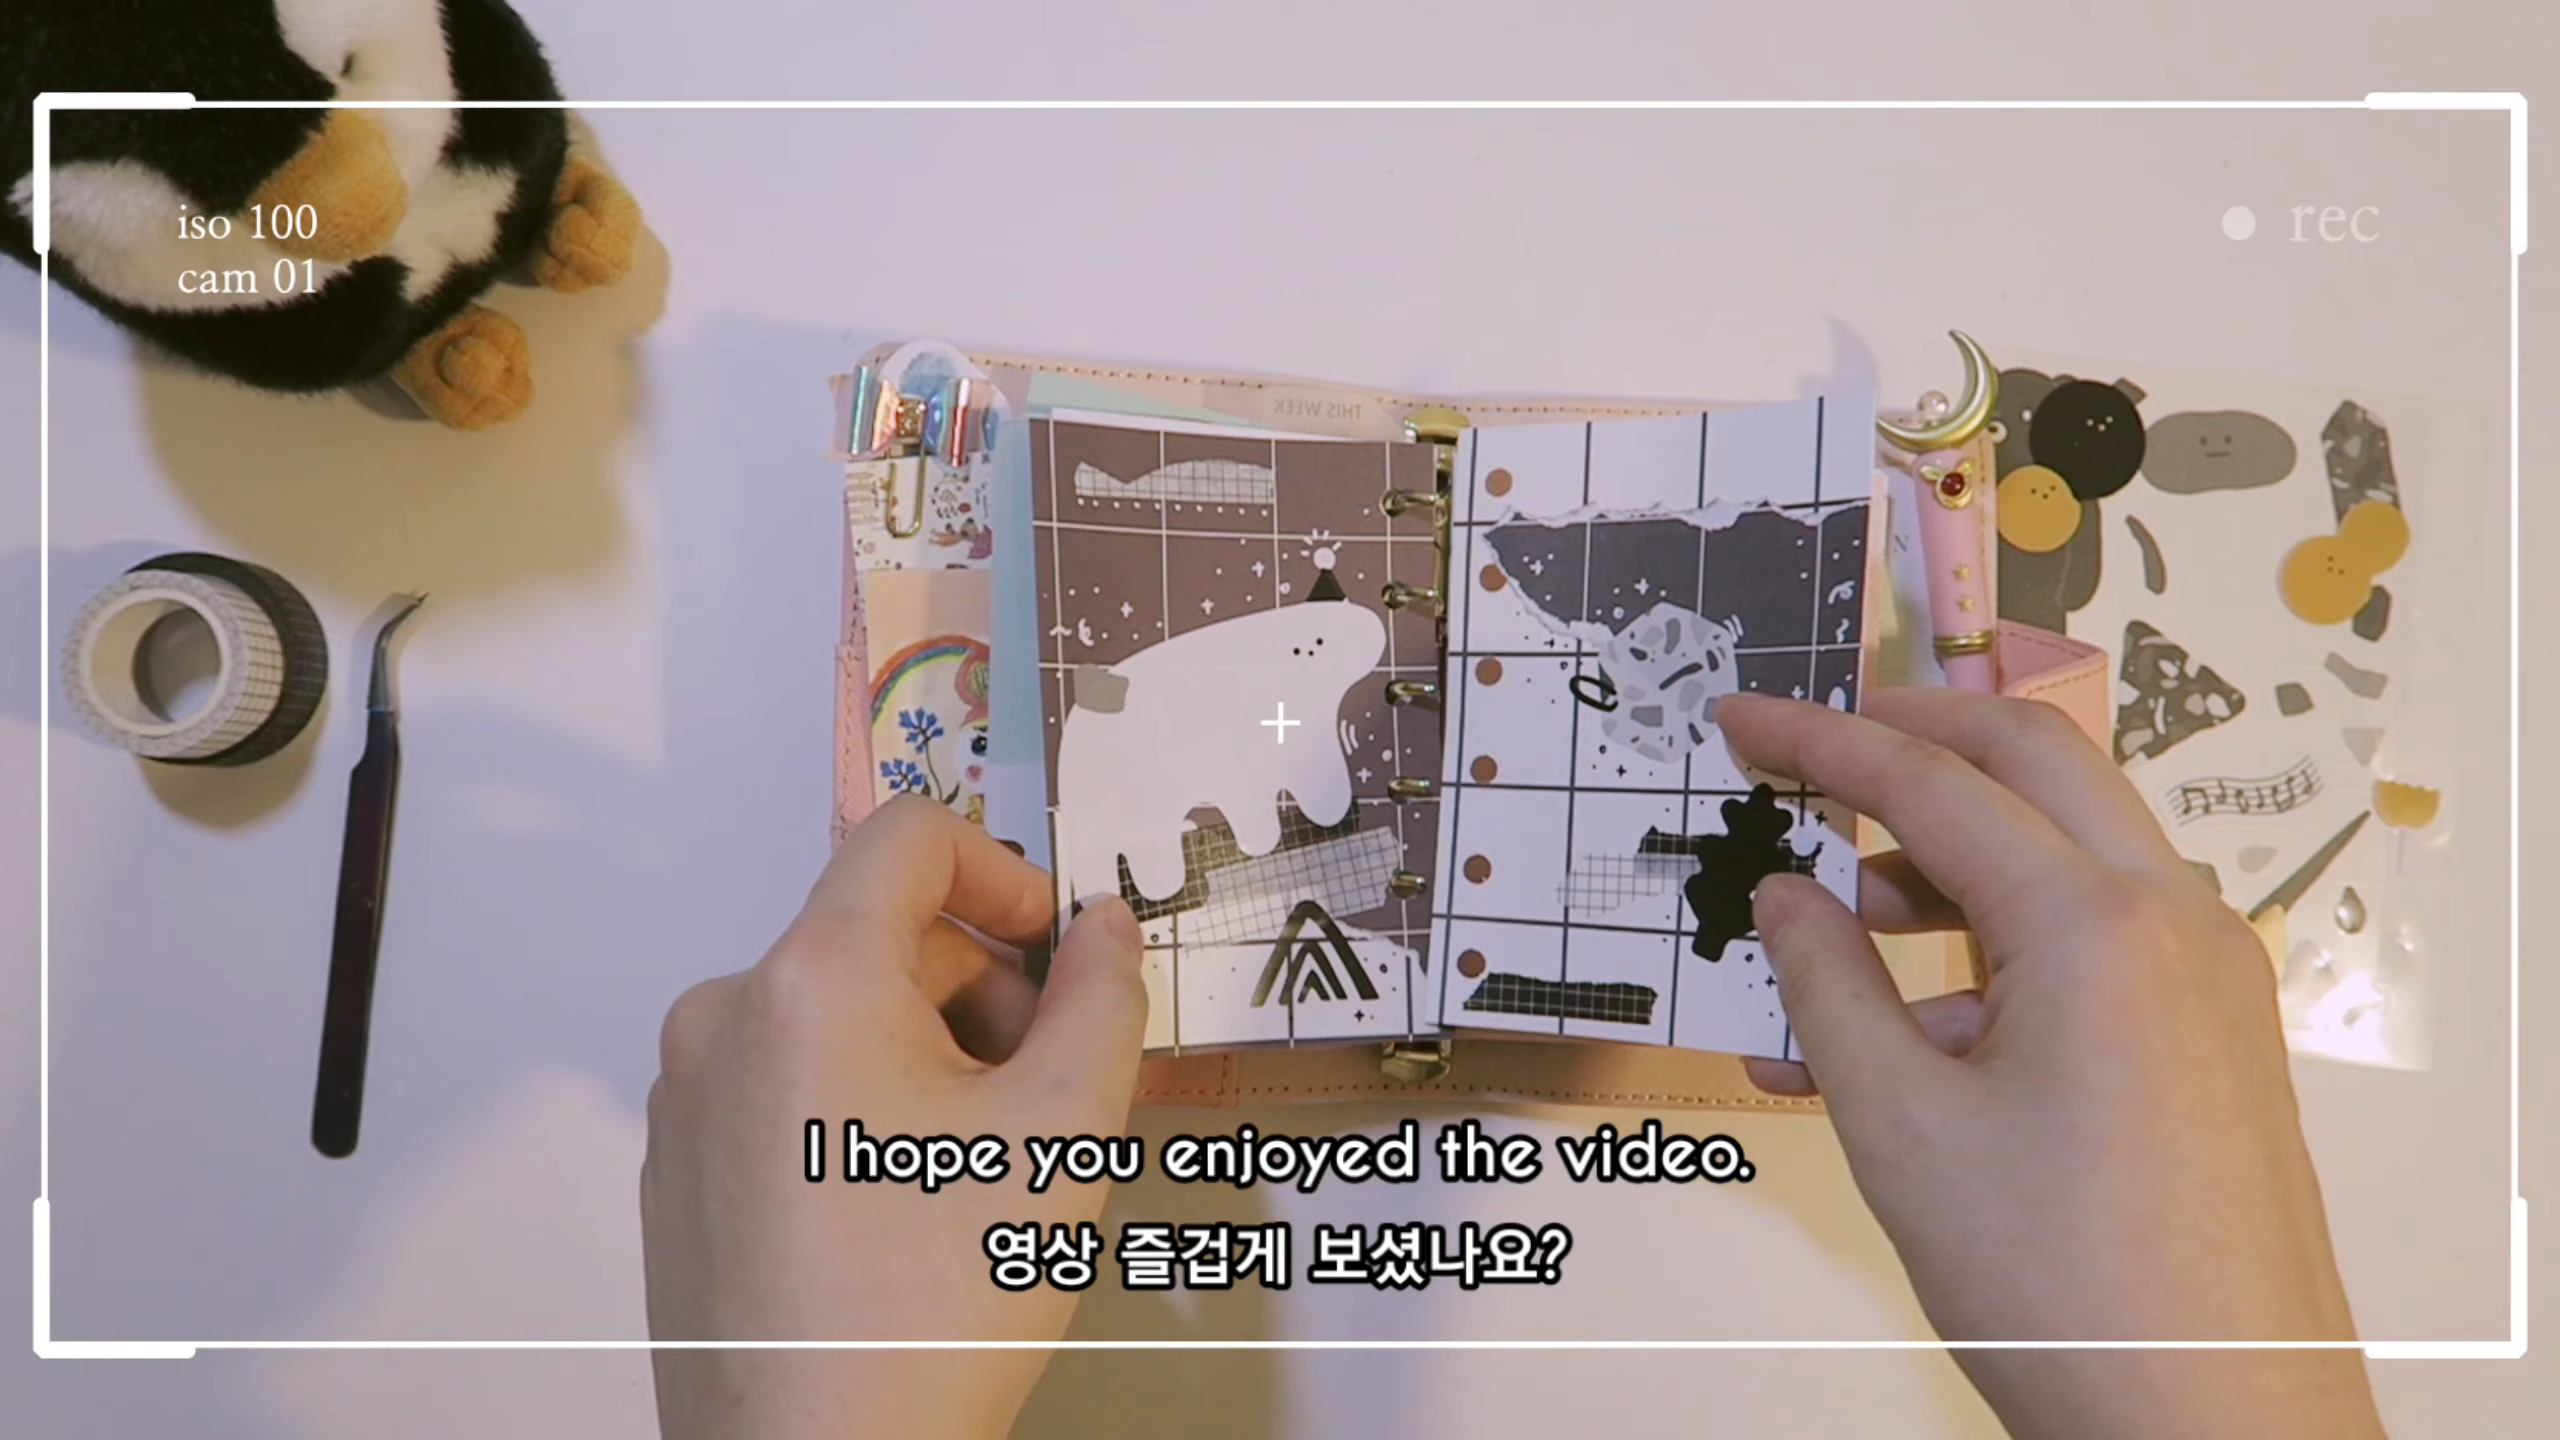 iso 100
cam 01
rec
THIS WEEK
I hope you enjoyed the video.
영상 즐겁게 보셨나요?